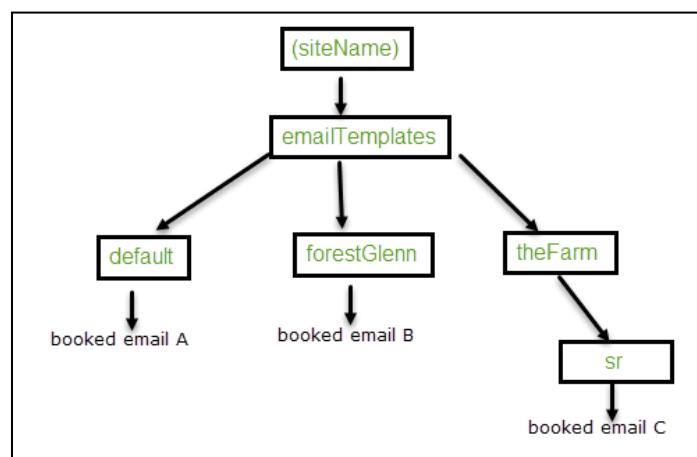 (siteName)
emailTemplates
default
forestGlenn
theFarm
booked email A
booked email B
sr
booked email C